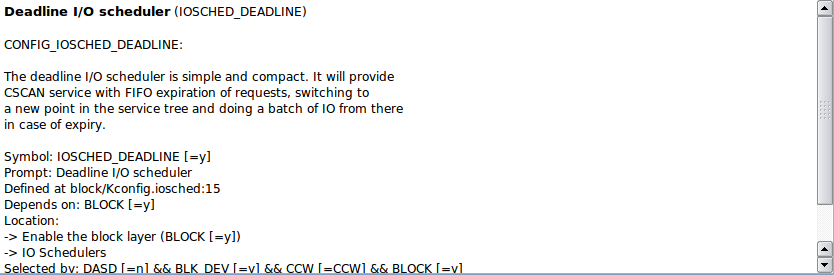 Deadline I/O scheduler (IOSCHED_DEADLINE)
CONFIG_IOSCHED_DEADLINE:
The deadline I/O scheduler is simple and compact. It will provide
CSCAN service with FIFO expiration of requests, switching to
a new point in the service tree and doing a batch of IO from there
in case of expiry.
Symbol: IOSCHED_DEADLINE [=y]
Prompt: Deadline I/O scheduler
Defined at block/Kconfig.iosched:15
Depends on: BLOCK [=y]
Location:
-> Enable the block layer (BLOCK [=y])
-> IO Schedulers
Selected by: DASD [=n] && BLK_DEV [=y] && CCW [=CCW] && BLOCK [=y]